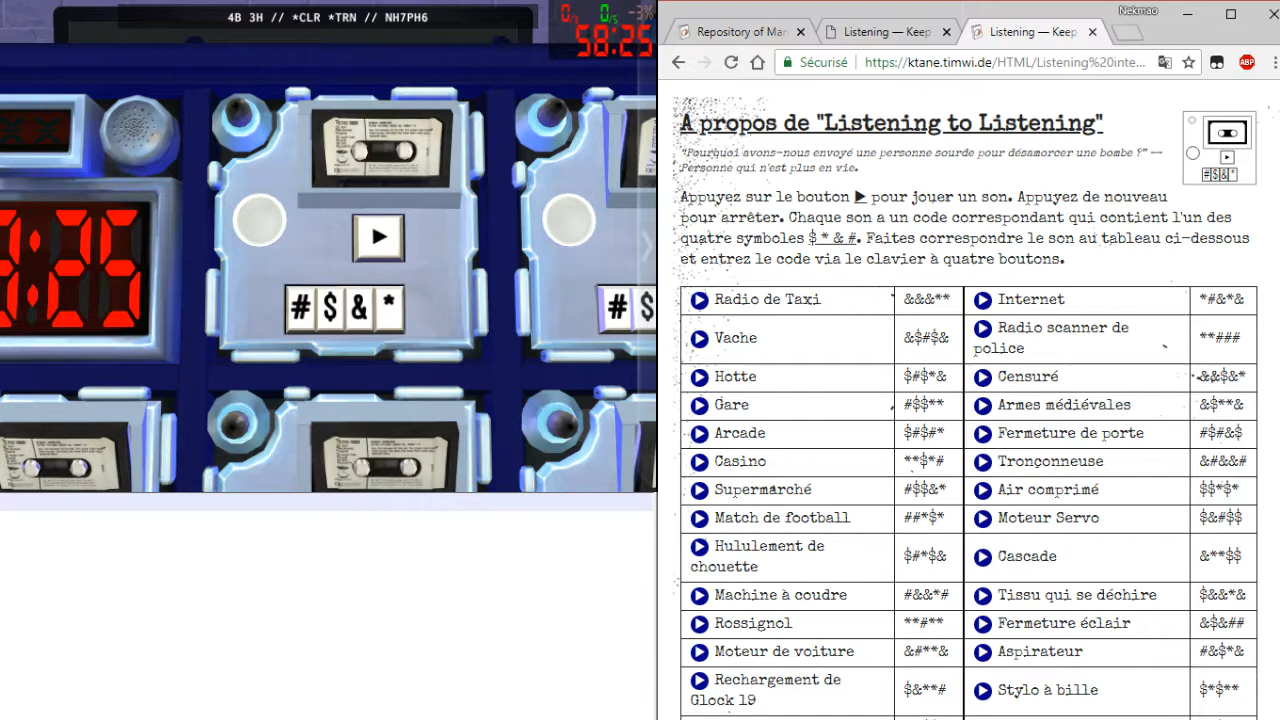 4B 3H // *CLR *TRN // NH7PH6
-3%
58:25
# $ & *
# $
Nekmao
Repository of Man
Listening — Keep
Listening — Keep
Sécurisé
https://ktane.timwi.de/HTML/Listening%20inte...
ABP
A propos de "Listening to Listening"
"Pourquoi avons-nous envoyé une personne sourde pour désamorcer une bombe ?" —
Personne qui n'est plus en vie.
# $ & *
Appuyez sur le bouton ▶ pour jouer un son. Appuyez de nouveau
pour arrêter. Chaque son a un code correspondant qui contient l'un des
quatre symboles $ * & #. Faites correspondre le son au tableau ci-dessous
et entrez le code via le clavier à quatre boutons.
Radio de Taxi &&&** Internet *#&*&
Vache &$#$& Radio scanner de
police **###
Hotte $#$*& Censuré &&$&*
Gare #$$** Armes médiévales &$**&
Arcade $#$#* Fermeture de porte #$#&$
Casino **$*# Tronçonneuse &#&&#
Supermarché #$$&* Air comprimé $$*$*
Match de football ##*$* Moteur Servo $&#$$
Hululement de
chouette $#*$& Cascade &**$$
Machine à coudre #&&*# Tissu qui se déchire $&&*&
Rossignol **#** Fermeture éclair &$&##
Moteur de voiture &#**& Aspirateur #&$*&
Rechargement de
Glock 19 $&**# Stylo à bille $*$**